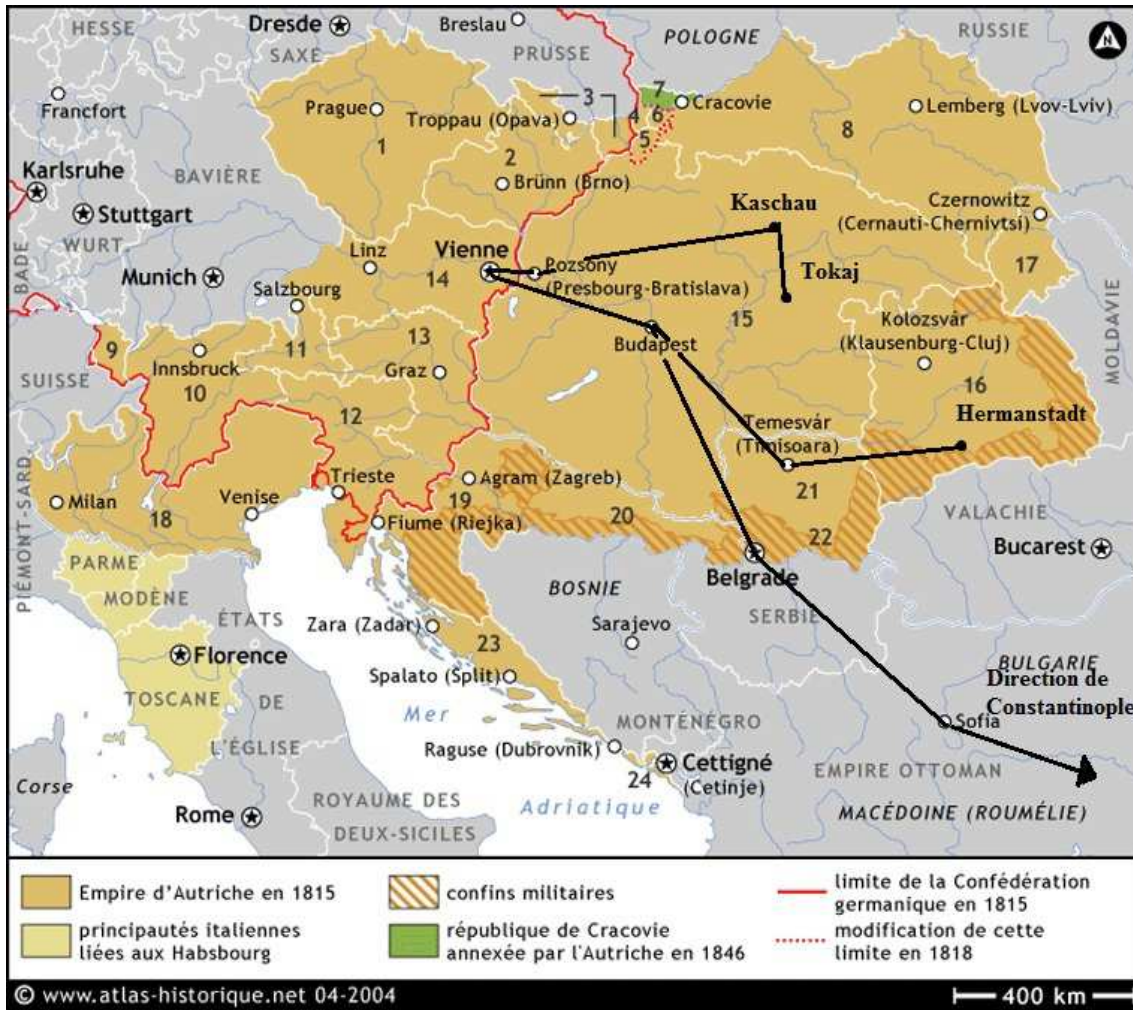 HESSE
Dresde
SAXE
Breslau
PRUSSE
POLOGNE
RUSSIE
N
Francfort
Prague
Troppau (Opava)
3
7
4
6
5
Cracovie
Lemberg (Lvov-Lviv)
8
1
2
Brünn (Brno)
Karlsruhe
BAVIÈRE
Stuttgart
WURT.
BADE
Kaschau
Czernowitz
(Cernauti-Chernivtsi)
17
Linz
Vienne
14
Pozsony
(Presbourg-Bratislava)
Tokaj
Munich
Salzbourg
15
Kolozsvár
(Klausenburg-Cluj)
16
MOLDAVIE
13
Budapest
9
Innsbruck
11
Graz
SUISSE
10
12
Hermanstadt
Temesvár
(Timisoara)
21
Trieste
Agram (Zagreb)
19
20
22
VALACHIE
PIÉMONT-SARD.
Milan
18
Venise
Fiume (Riejka)
Bucarest
Belgrade
PARME
MODÈNE
BOSNIE
SERBIE
ÉTATS
Zara (Zadar)
Sarajevo
23
Florence
BULGARIE
TOSCANE
DE
Spalato (Split)
Direction de
Constantinople
Sofia
Mer
MONTÉNÉGRO
L'ÉGLISE
Raguse (Dubrovnik)
Cettigné
(Cetinje)
24
EMPIRE OTTOMAN
Corse
Adriatique
Rome
ROYAUME DES
DEUX-SICILES
MACÉDOINE (ROUMÉLIE)
Empire d'Autriche en 1815
principautés italiennes
liées aux Habsbourg
confins militaires
république de Cracovie
annexée par l'Autriche en 1846
limite de la Confédération
germanique en 1815
modification de cette
limite en 1818
© www.atlas-historique.net 04-2004
400 km